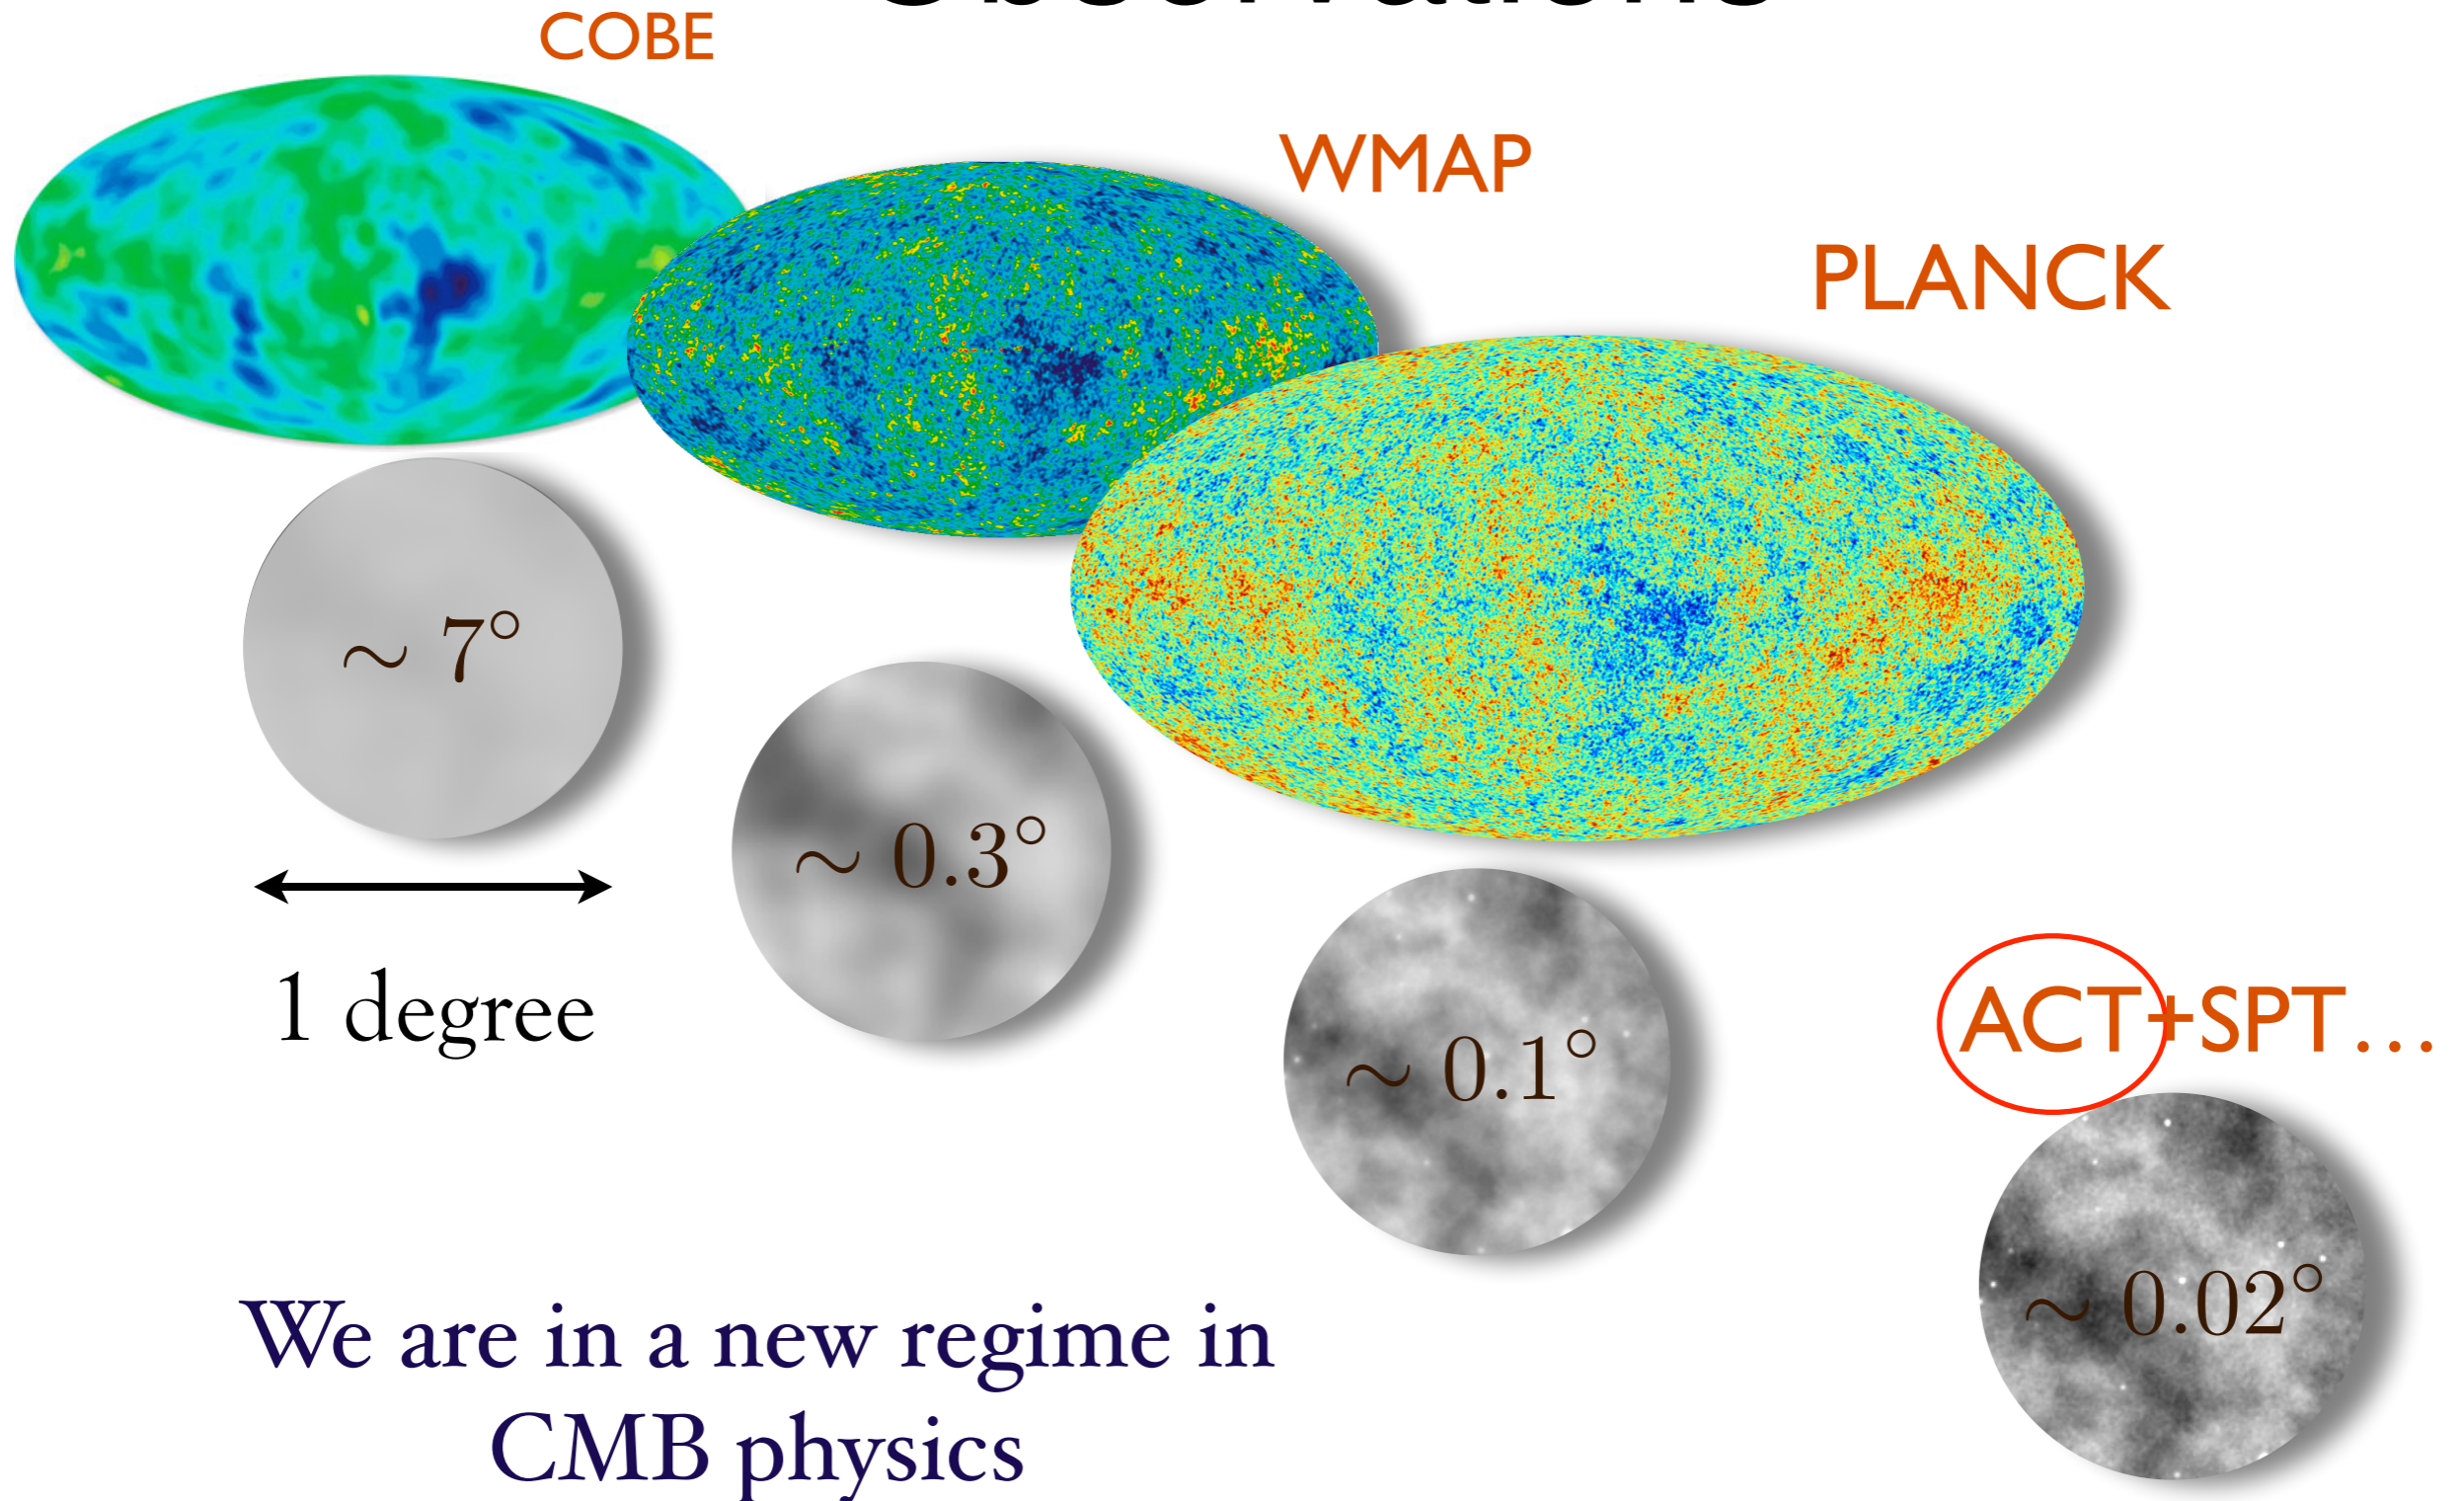 COBE
WMAP
PLANCK
∼ 7°
∼ 0.3°
1 degree
∼ 0.1°
ACT+SPT...
∼ 0.02°
We are in a new regime in
CMB physics